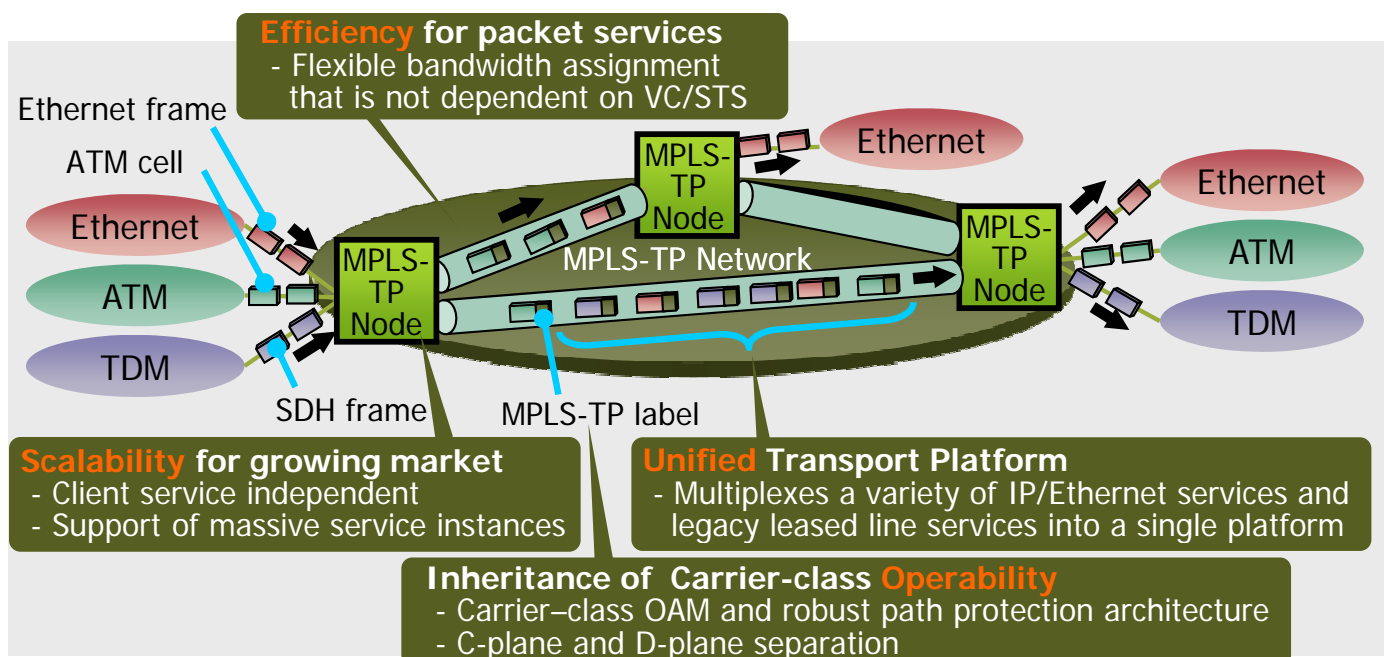 Efficiency for packet services
- Flexible bandwidth assignment
that is not dependent on VC/STS
Ethernet frame
ATM cell
Ethernet
ATM
TDM
SDH frame
MPLS-
TP
Node
MPLS-
TP
Node
Ethernet
MPLS-TP Network
MPLS-
TP
Node
Ethernet
ATM
TDM
MPLS-TP label
Scalability for growing market
- Client service independent
- Support of massive service instances
Unified Transport Platform
- Multiplexes a variety of IP/Ethernet services and
legacy leased line services into a single platform
Inheritance of Carrier-class Operability
- Carrier–class OAM and robust path protection architecture
- C-plane and D-plane separation